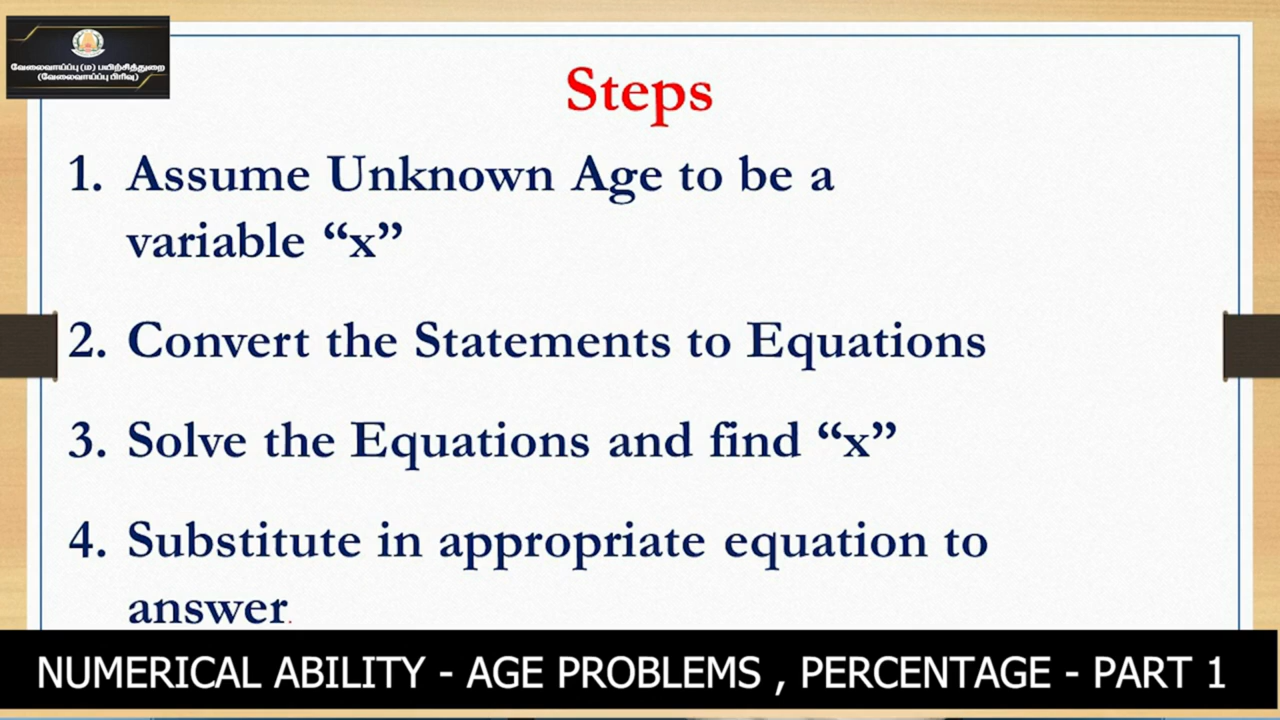 வேலைவாய்ப்பு (ம) பயிற்சித்துறை
(வேலைவாய்ப்பு பிரிவு)
Steps
1. Assume Unknown Age to be a
variable “x”
2. Convert the Statements to Equations
3. Solve the Equations and find “x”
4. Substitute in appropriate equation to
answer.
NUMERICAL ABILITY - AGE PROBLEMS , PERCENTAGE - PART 1